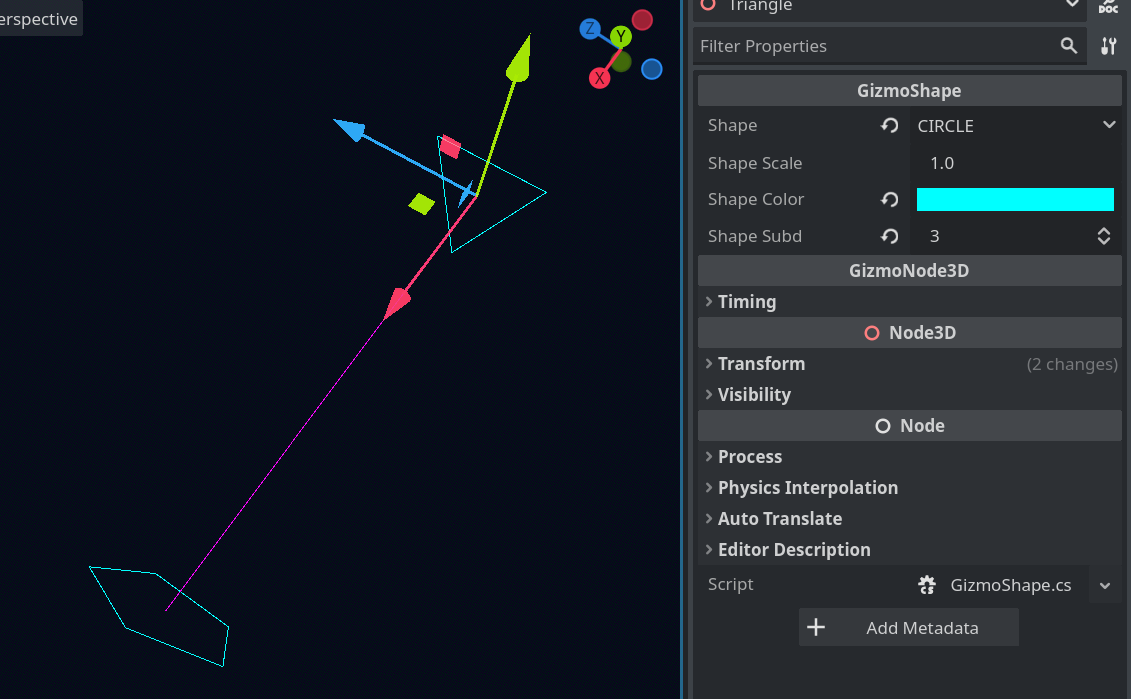 erspective
Z
Y
X
Triangle
DOC
Filter Properties
GizmoShape
Shape CIRCLE
Shape Scale 1.0
Shape Color
Shape Subd 3
GizmoNode3D
Timing
Node3D
Transform (2 changes)
Visibility
Node
Process
Physics Interpolation
Auto Translate
Editor Description
Script GizmoShape.cs
Add Metadata